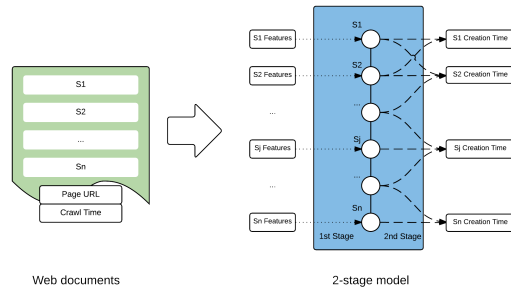 S1
S2
...
Sn
Page URL
Crawl Time
Web documents
S1 Features
S2 Features
...
Sj Features
...
Sn Features
S1
S2
...
Sj
...
Sn
1st Stage
2nd Stage
S1 Creation Time
S2 Creation Time
Sj Creation Time
Sn Creation Time
2-stage model